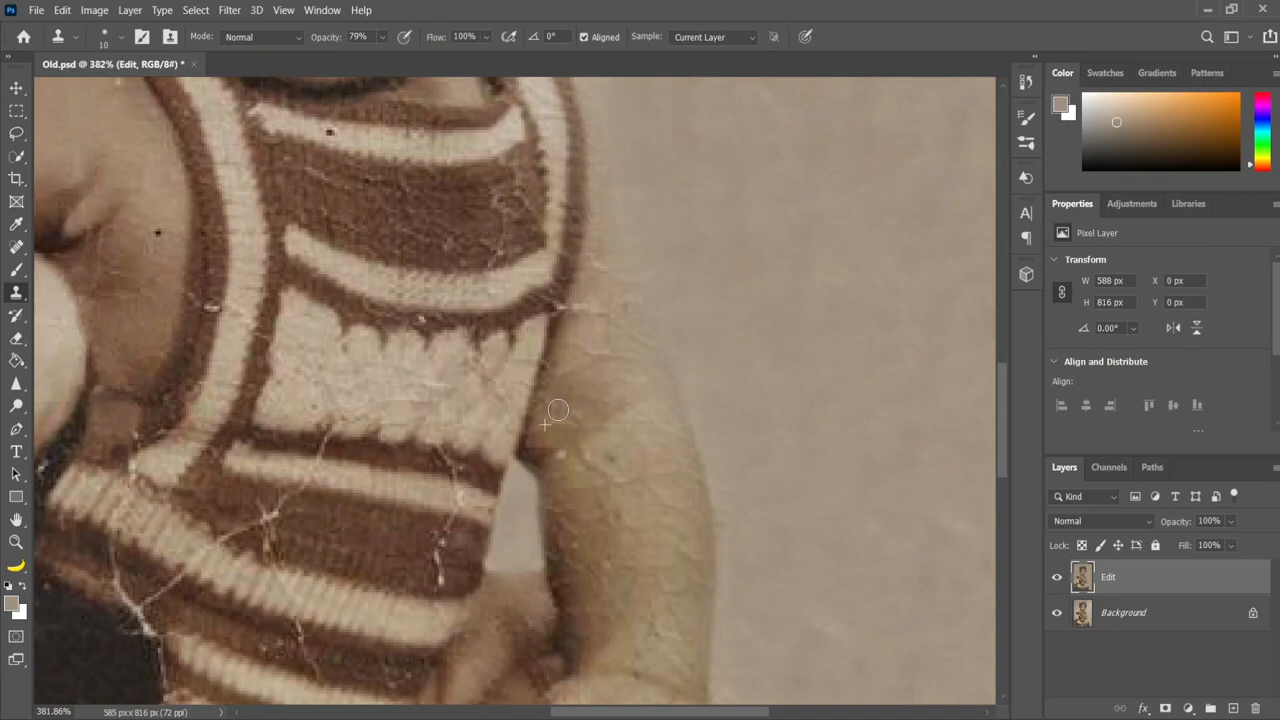 Ps File Edit Image Layer Type Select Filter 3D View Window Help
10 Mode: Normal Opacity: 79% Flow: 100% 0° Aligned Sample: Current Layer
Old.psd @ 382% (Edit, RGB/8#) *
Color Swatches Gradients Patterns
Properties Adjustments Libraries
Pixel Layer
Transform
W 588 px X 0 px
H 816 px Y 0 px
0.00°
Align and Distribute
Align:
...
Layers Channels Paths
Kind
Normal Opacity: 100%
Lock: Fill: 100%
Edit
Background
fx
381.86% 585 px x 816 px (72 ppi)